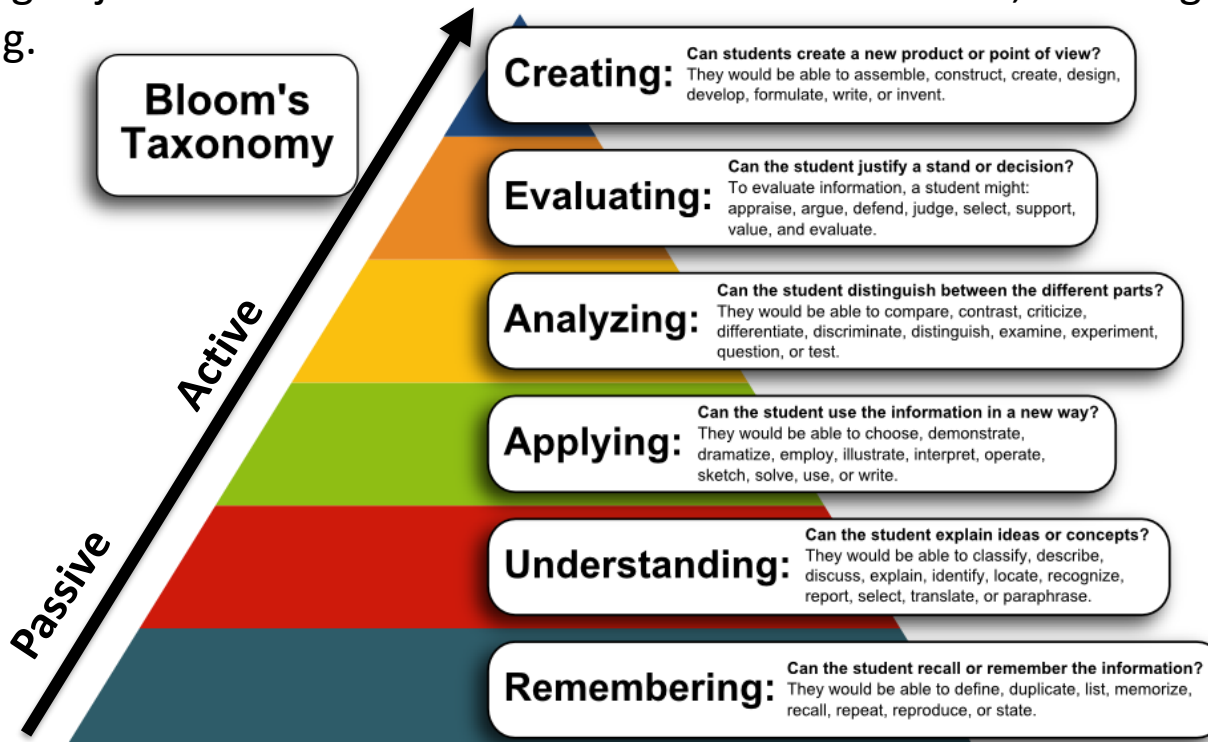 g.
Bloom's
Taxonomy
Active
Passive
Creating:
Can students create a new product or point of view?
They would be able to assemble, construct, create, design,
develop, formulate, write, or invent.
Evaluating:
Can the student justify a stand or decision?
To evaluate information, a student might:
appraise, argue, defend, judge, select, support,
value, and evaluate.
Analyzing:
Can the student distinguish between the different parts?
They would be able to compare, contrast, criticize,
differentiate, discriminate, distinguish, examine, experiment,
question, or test.
Applying:
Can the student use the information in a new way?
They would be able to choose, demonstrate,
dramatize, employ, illustrate, interpret, operate,
sketch, solve, use, or write.
Understanding:
Can the student explain ideas or concepts?
They would be able to classify, describe,
discuss, explain, identify, locate, recognize,
report, select, translate, or paraphrase.
Remembering:
Can the student recall or remember the information?
They would be able to define, duplicate, list, memorize,
recall, repeat, reproduce, or state.